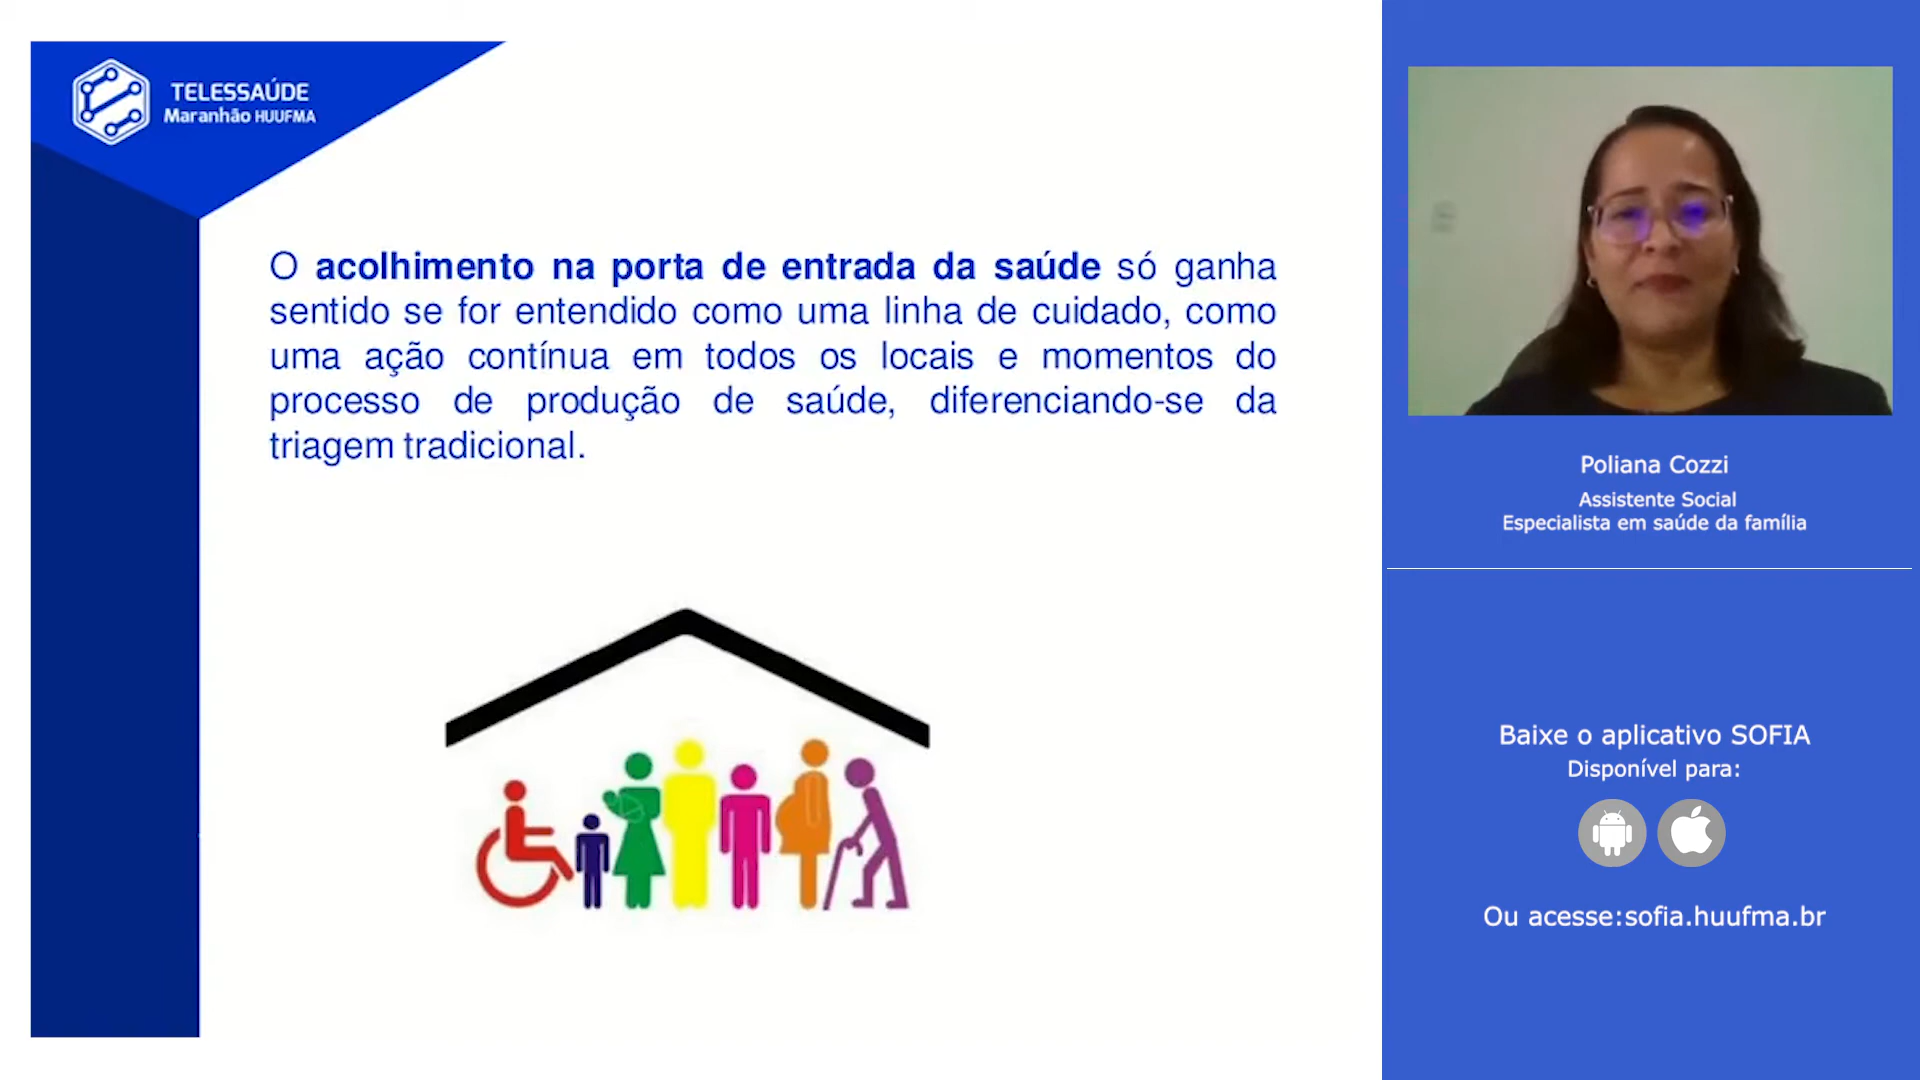 TELESSAÚDE
Maranhão HUUFMA
O acolhimento na porta de entrada da saúde só ganha
sentido se for entendido como uma linha de cuidado, como
uma ação contínua em todos os locais e momentos do
processo de produção de saúde, diferenciando-se da
triagem tradicional.
Poliana Cozzi
Assistente Social
Especialista em saúde da família
Baixe o aplicativo SOFIA
Disponível para:
Ou acesse:sofia.huufma.br